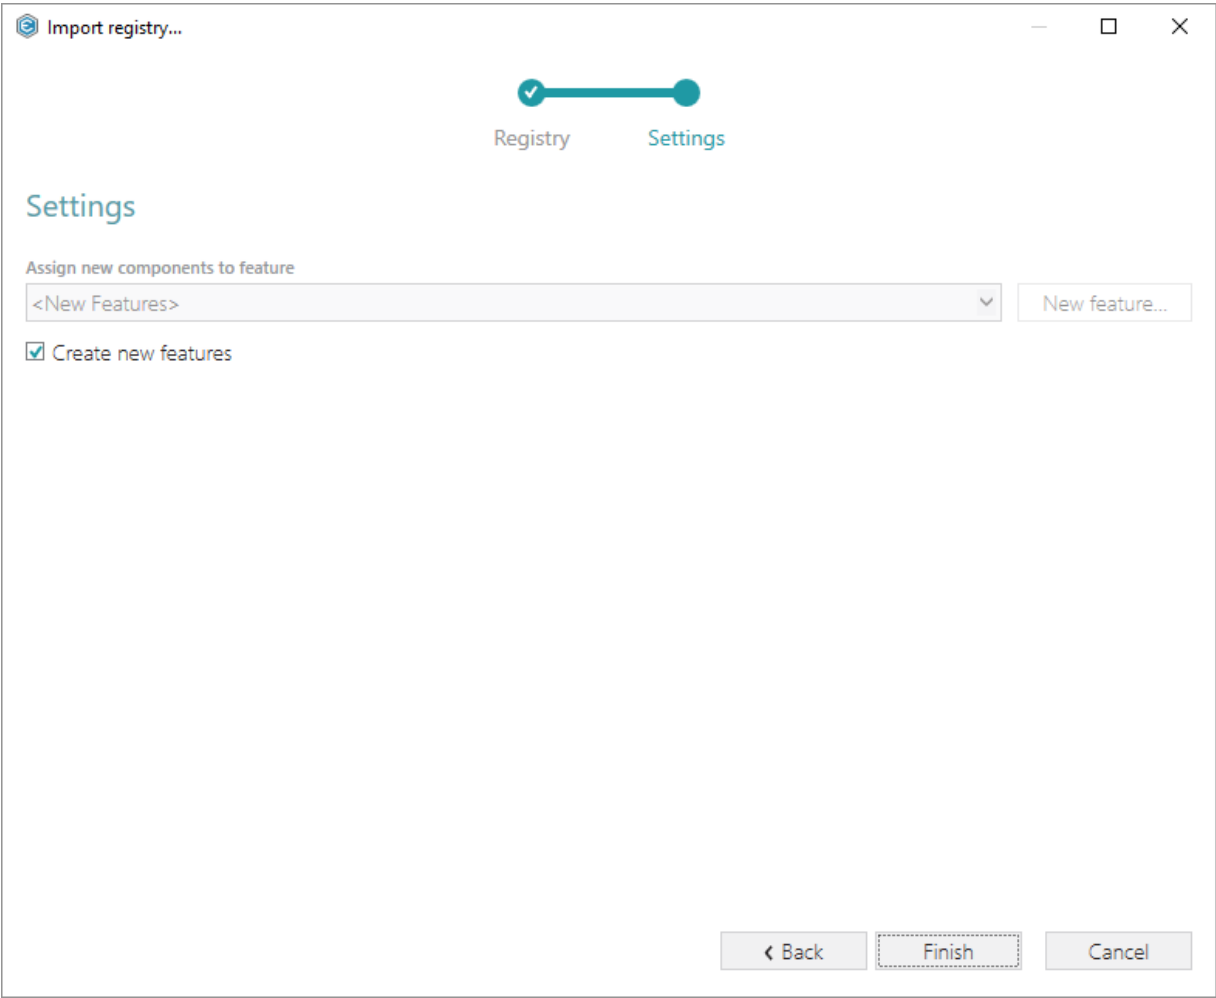 Import registry...
Registry
Settings
Settings
Assign new components to feature
<New Features>
New feature...
Create new features
Back
Finish
Cancel